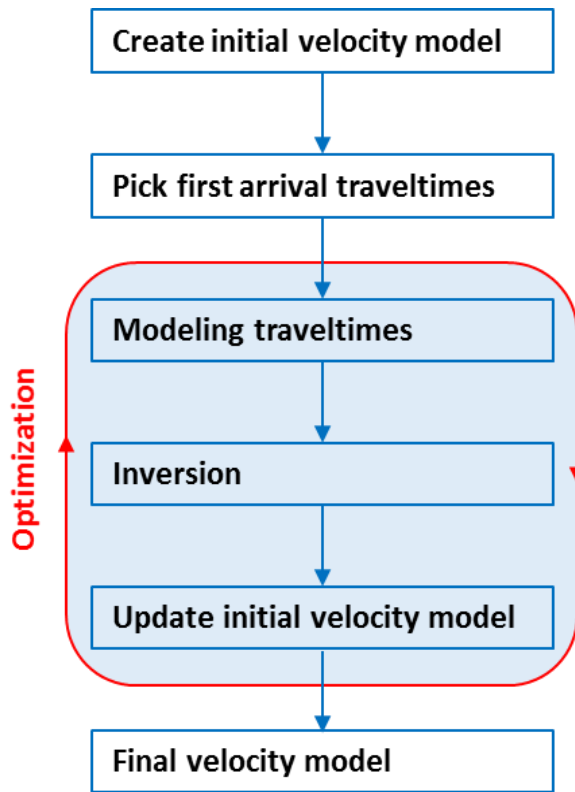 Create initial velocity model
Pick first arrival traveltimes
Modeling traveltimes
Optimization
Inversion
Update initial velocity model
Final velocity model